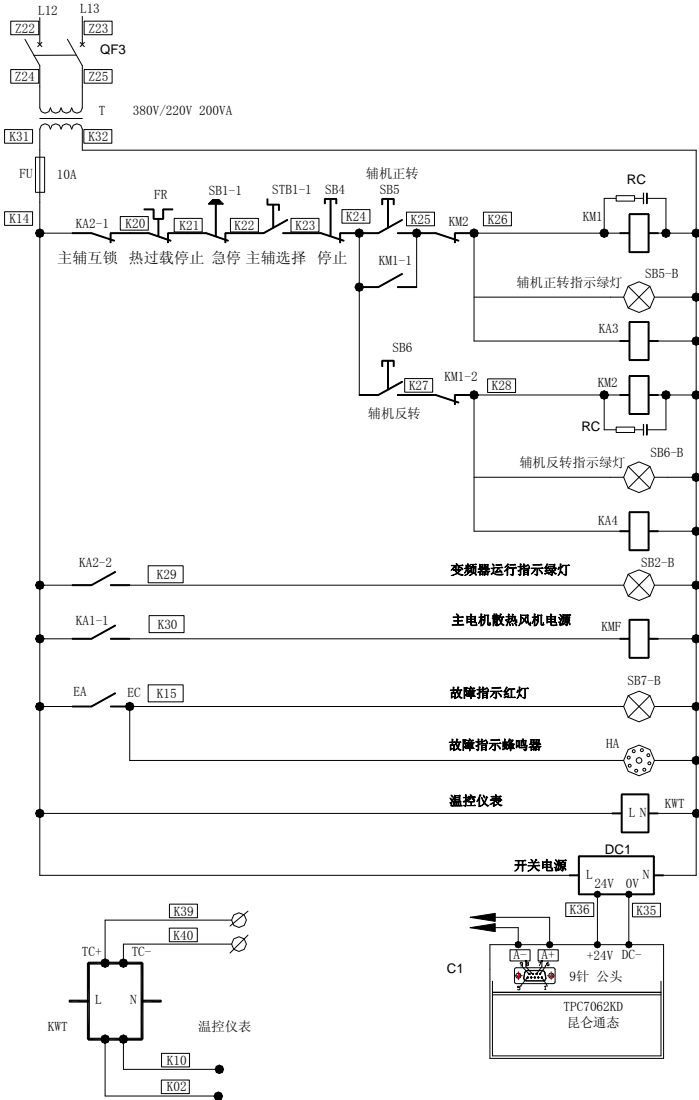 L12 L13
Z22 Z23
QF3
Z24 Z25
T 380V/220V 200VA
K31 K32
FU 10A
辅机正转
FR SB1-1 STB1-1 SB4 SB5 RC
K14 KA2-1 K20 K21 K22 K23 K24 K25 KM2 K26 KM1
主辅互锁 热过载停止 急停 主辅选择 停止 KM1-1
辅机正转指示绿灯 SB5-B
KA3
SB6
K27 KM1-2 K28 KM2
辅机反转
RC
辅机反转指示绿灯 SB6-B
KA4
KA2-2 K29 变频器运行指示绿灯 SB2-B
KA1-1 K30 主电机散热风机电源 KMF
EA EC K15 故障指示红灯 SB7-B
故障指示蜂鸣器 HA
温控仪表 L N KWT
DC1
开关电源 L N
24V 0V
K36 K35
K39
K40
TC+ TC-
L N
KWT 温控仪表
K10
K02
A- A+ +24V DC-
C1
9 8 7 6
9针 公头
5 1
TPC7062KD
昆仑通态